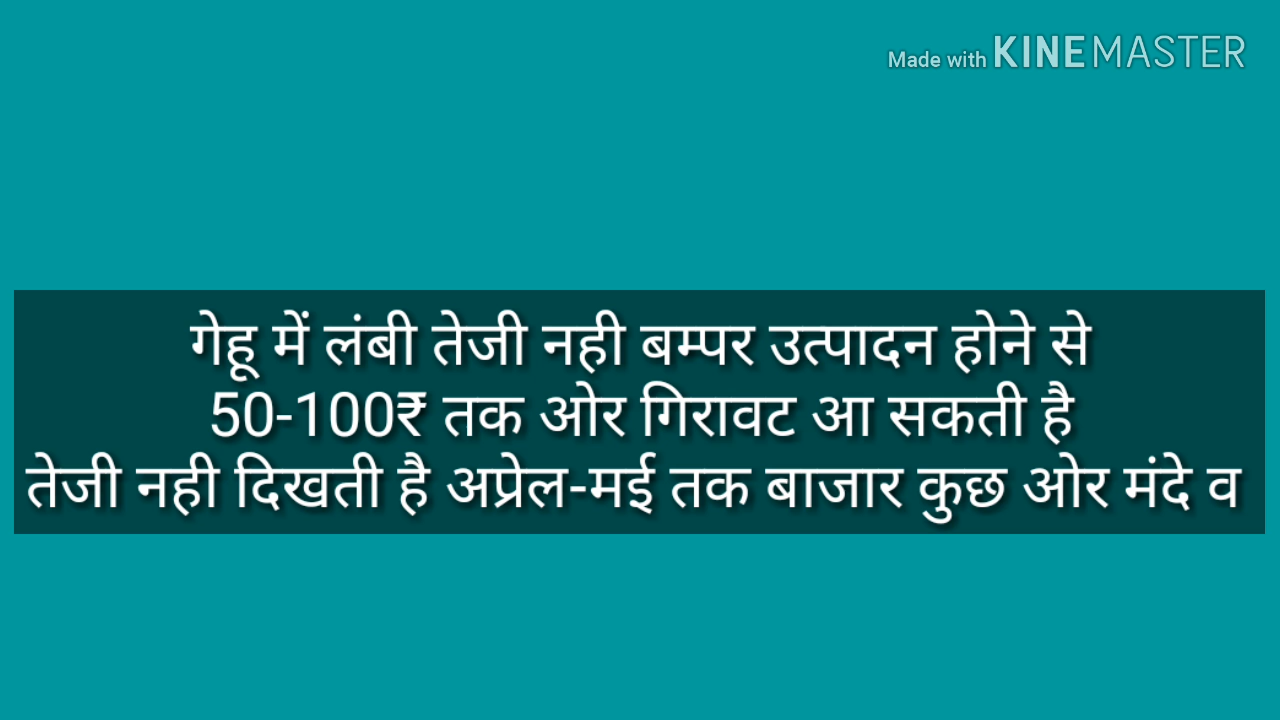 Made with KINEMASTER
गेहू में लंबी तेजी नही बम्पर उत्पादन होने से
50-100₹ तक ओर गिरावट आ सकती है
तेजी नही दिखती है अप्रेल-मई तक बाजार कुछ ओर मंदे व